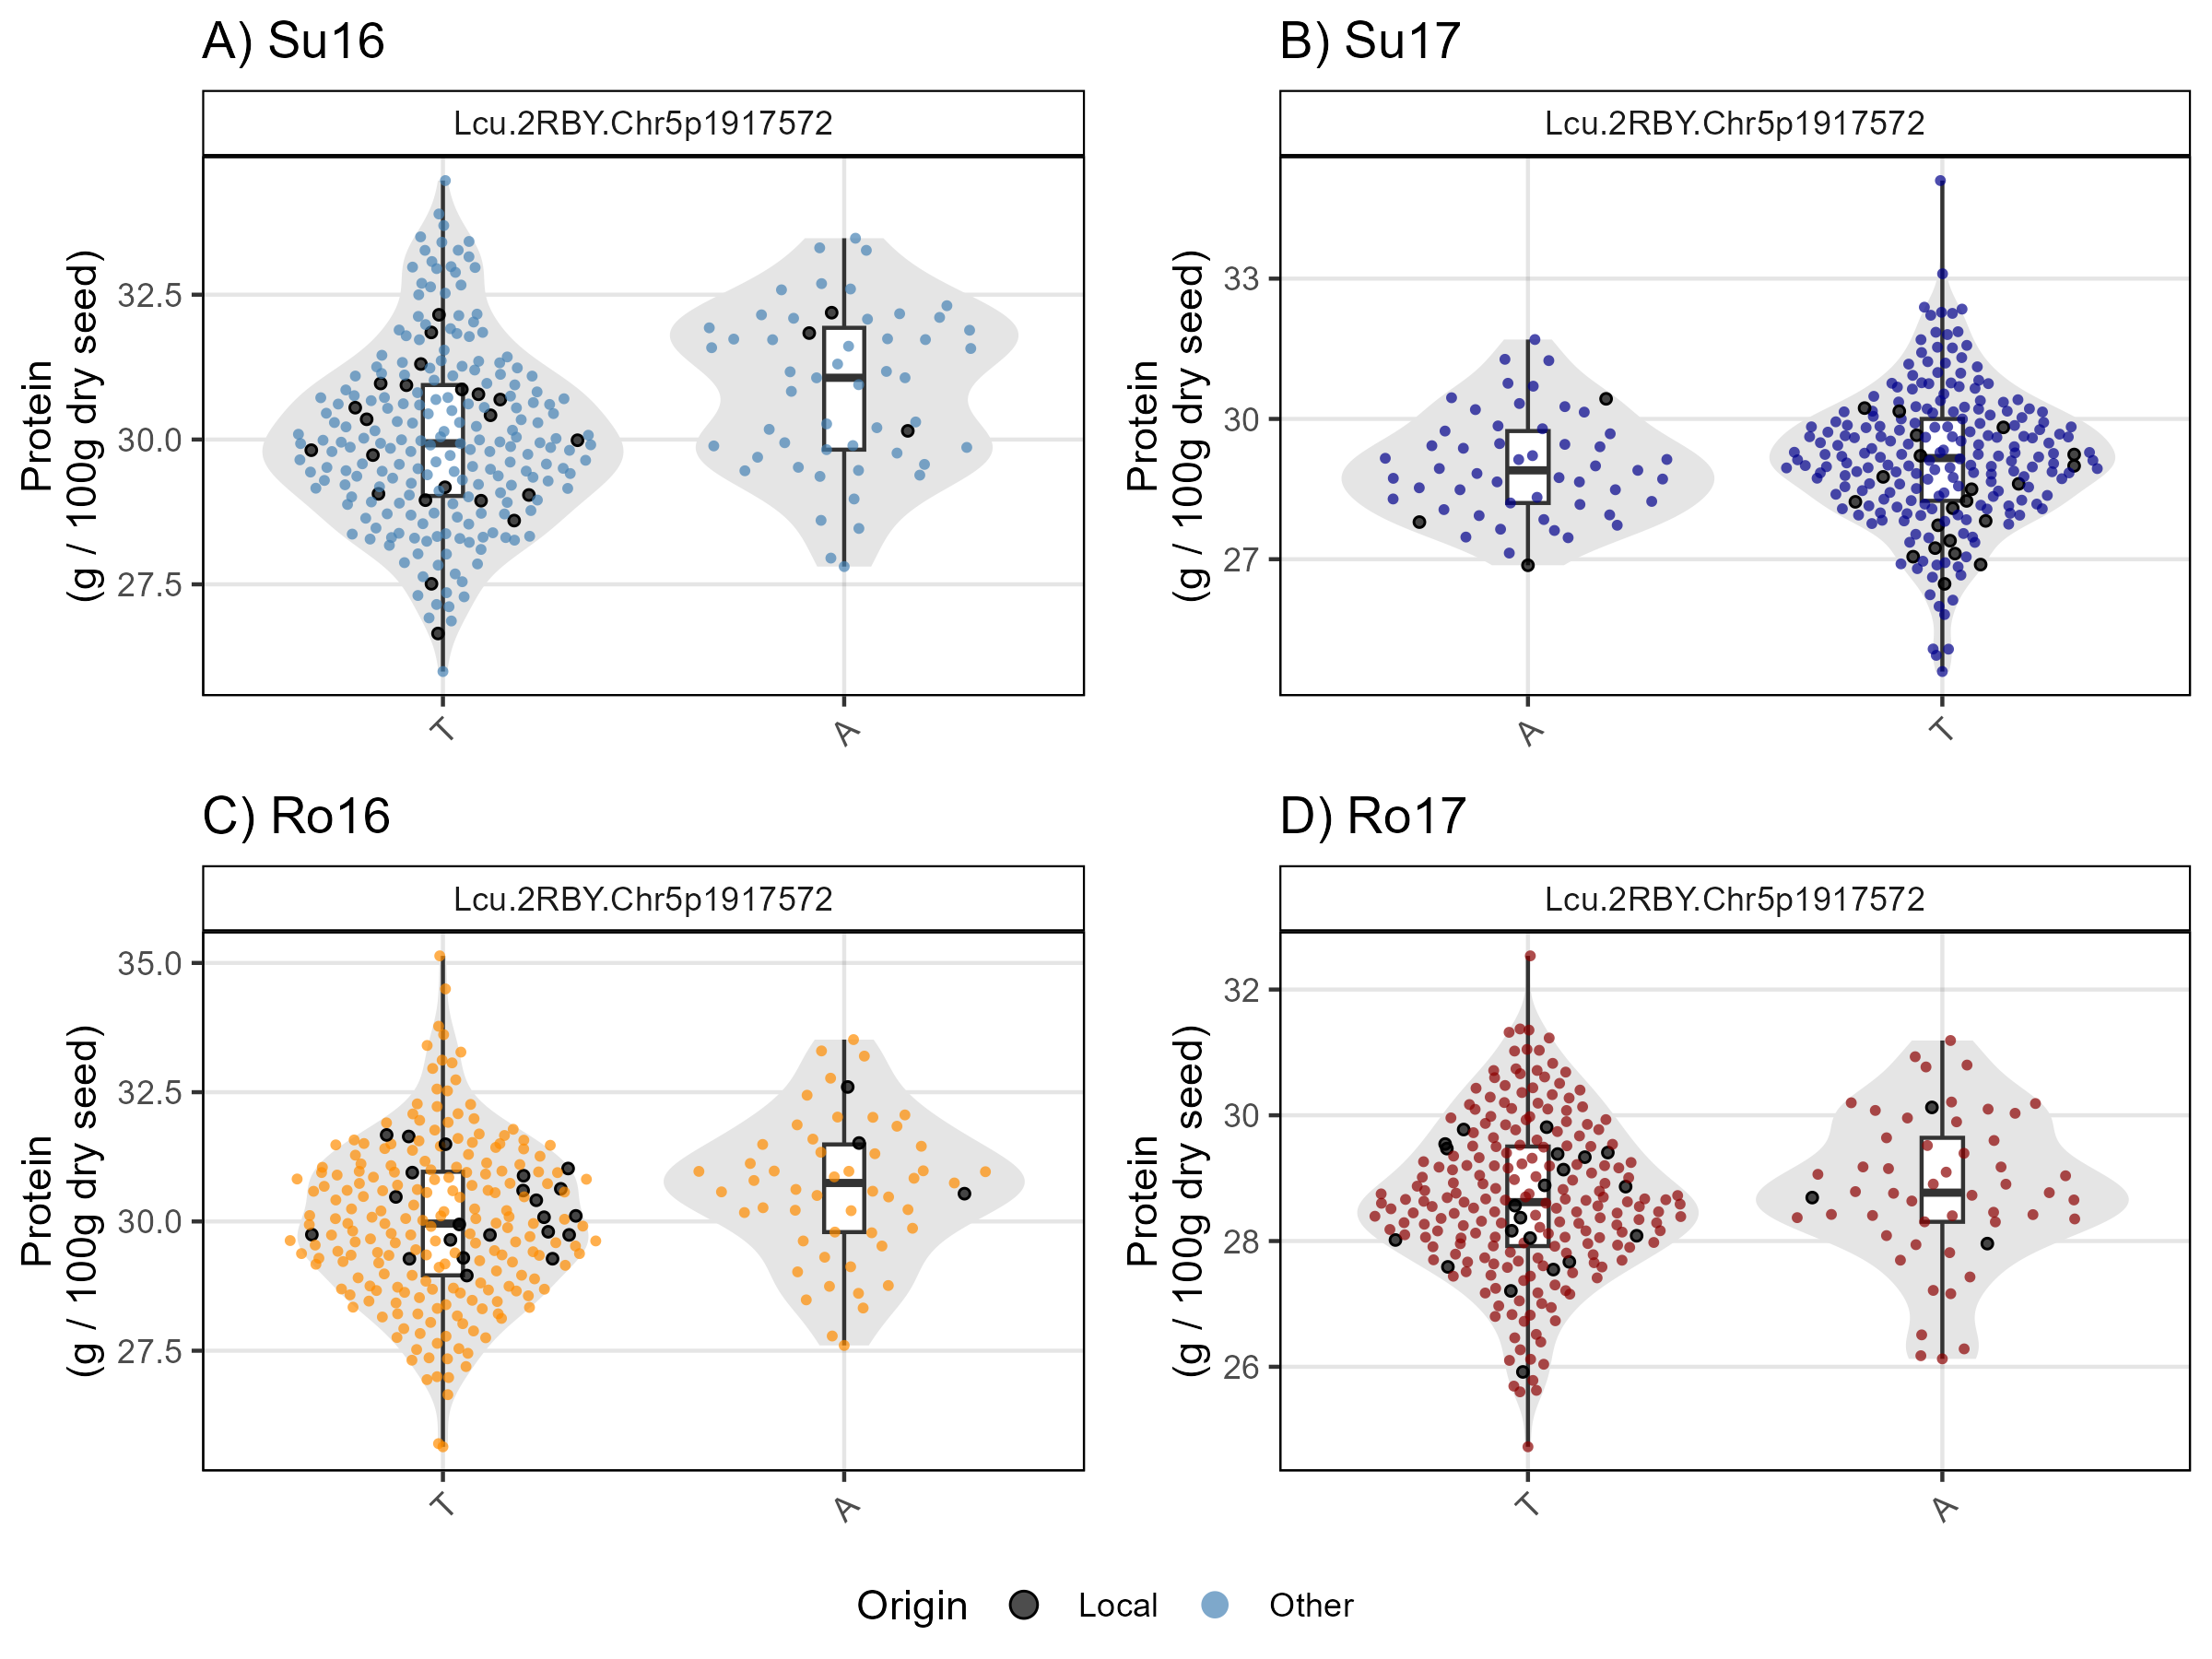 A) Su16
Lcu.2RBY.Chr5p1917572
Protein
(g / 100g dry seed)
32.5
30.0
27.5
T
A
B) Su17
Lcu.2RBY.Chr5p1917572
Protein
(g / 100g dry seed)
33
30
27
A
T
C) Ro16
Lcu.2RBY.Chr5p1917572
Protein
(g / 100g dry seed)
35.0
32.5
30.0
27.5
T
A
D) Ro17
Lcu.2RBY.Chr5p1917572
Protein
(g / 100g dry seed)
32
30
28
26
T
A
Origin Local Other